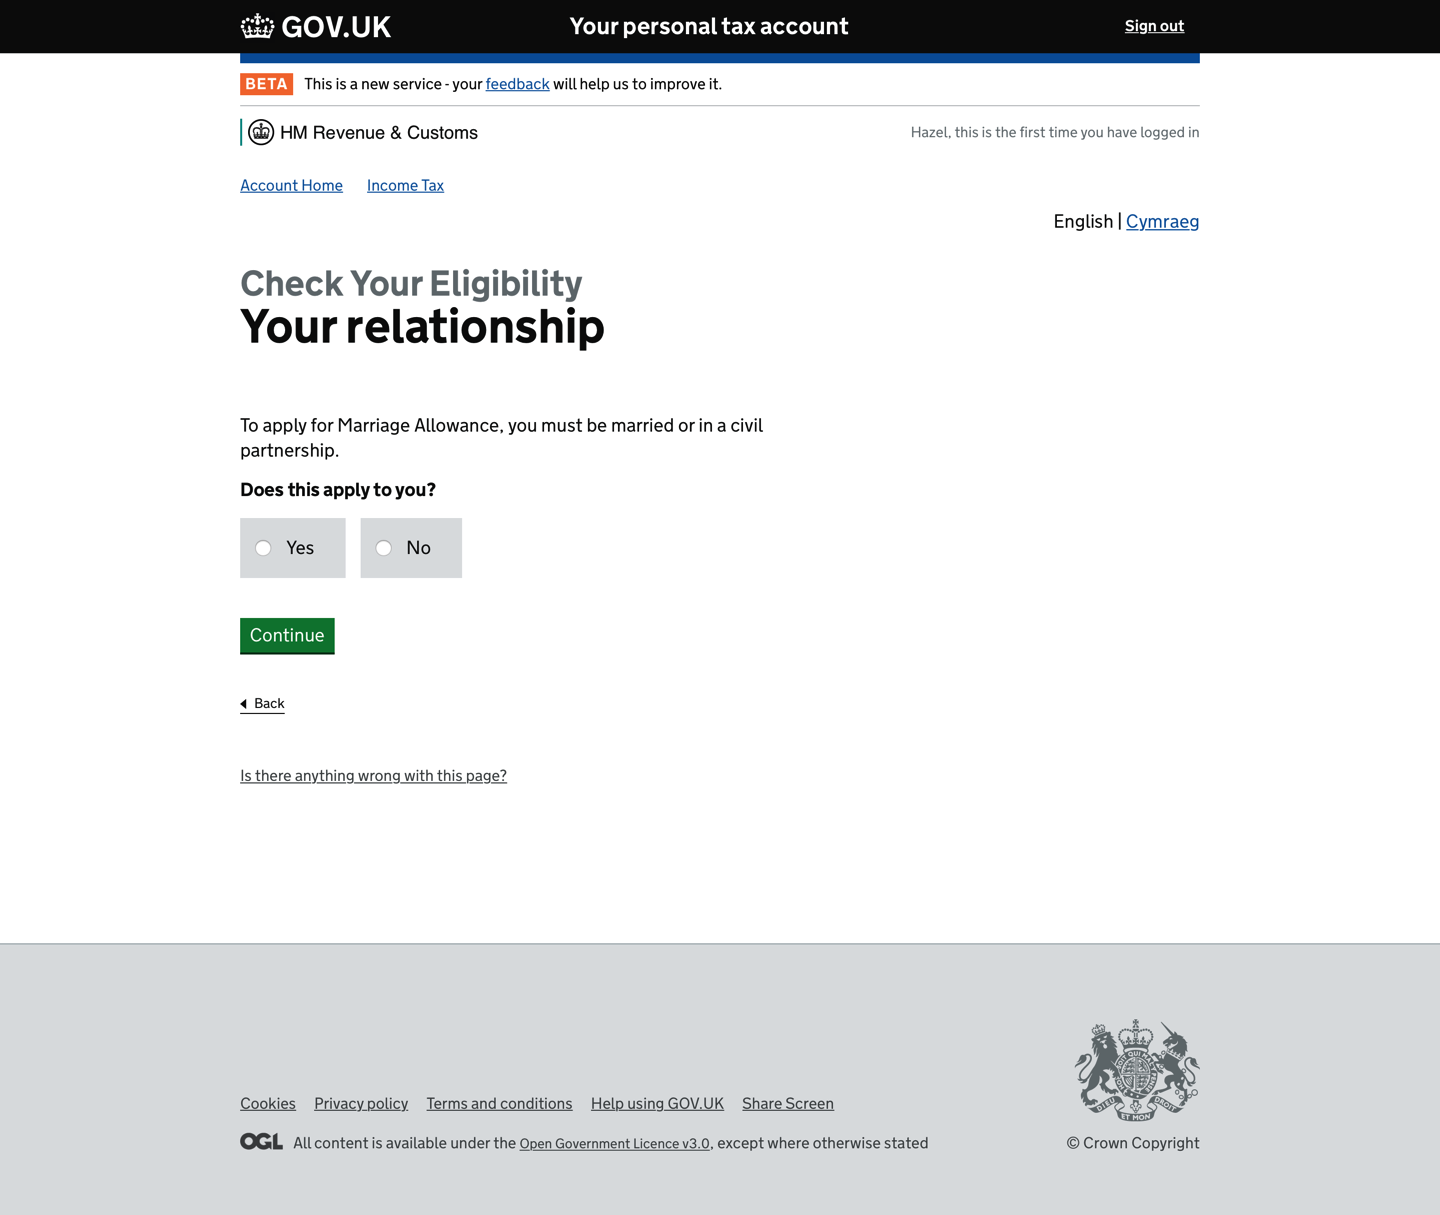 GOV.UK
Your personal tax account
Sign out
BETA This is a new service - your feedback will help us to improve it.
HM Revenue & Customs
Hazel, this is the first time you have logged in
Account Home Income Tax
English | Cymraeg
Check Your Eligibility
Your relationship
To apply for Marriage Allowance, you must be married or in a civil
partnership.
Does this apply to you?
Yes No
Continue
Back
Is there anything wrong with this page?
Cookies Privacy policy Terms and conditions Help using GOV.UK Share Screen
OGL All content is available under the Open Government Licence v3.0, except where otherwise stated
DIEU ET MON DROIT
© Crown Copyright